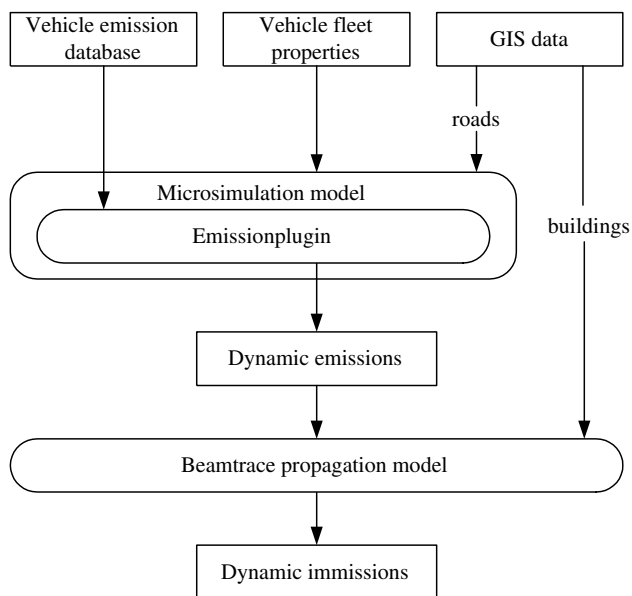 Vehicle emission
database
Vehicle fleet
properties
GIS data
roads
Microsimulation model
Emissionplugin
buildings
Dynamic emissions
Beamtrace propagation model
Dynamic immissions